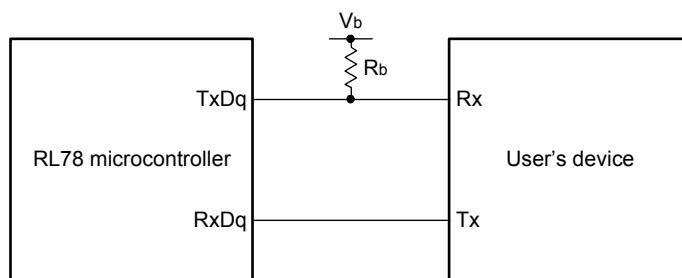 Vb
Rb
TxDq
Rx
RL78 microcontroller
User's device
RxDq
Tx